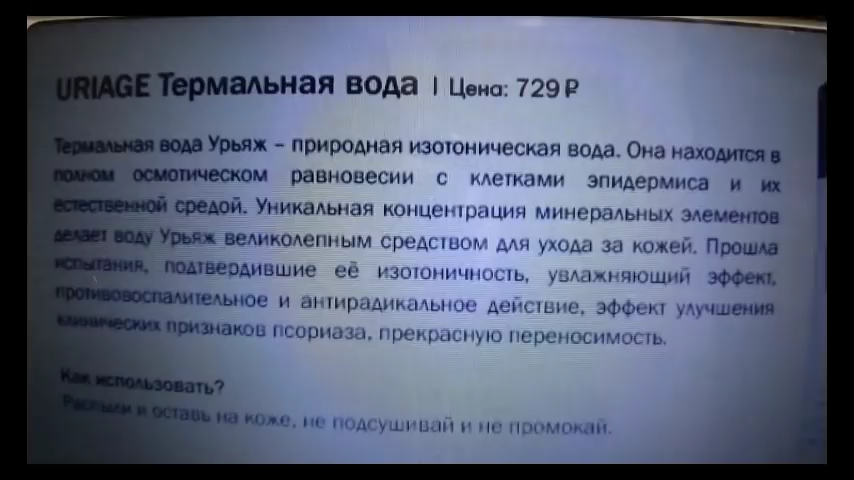 URIAGE Термальная вода | Цена: 729 ₽
Термальная вода Урьяж – природная изотоническая вода. Она находится в
полном осмотическом равновесии с клетками эпидермиса и их
естественной средой. Уникальная концентрация минеральных элементов
делает воду Урьяж великолепным средством для ухода за кожей. Прошла
испытания, подтвердившие её изотоничность, увлажняющий эффект,
противовоспалительное и антирадикальное действие, эффект улучшения
клинических признаков псориаза, прекрасную переносимость.
Как использовать?
Распыли и оставь на коже, не подсушивай и не промокай.